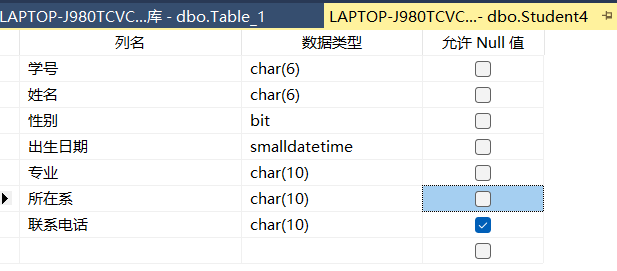 LAPTOP-J980TCVC...库 - dbo.Table_1 LAPTOP-J980TCVC...- dbo.Student4
列名 数据类型 允许 Null 值
学号 char(6)
姓名 char(6)
性别 bit
出生日期 smalldatetime
专业 char(10)
所在系 char(10)
联系电话 char(10)